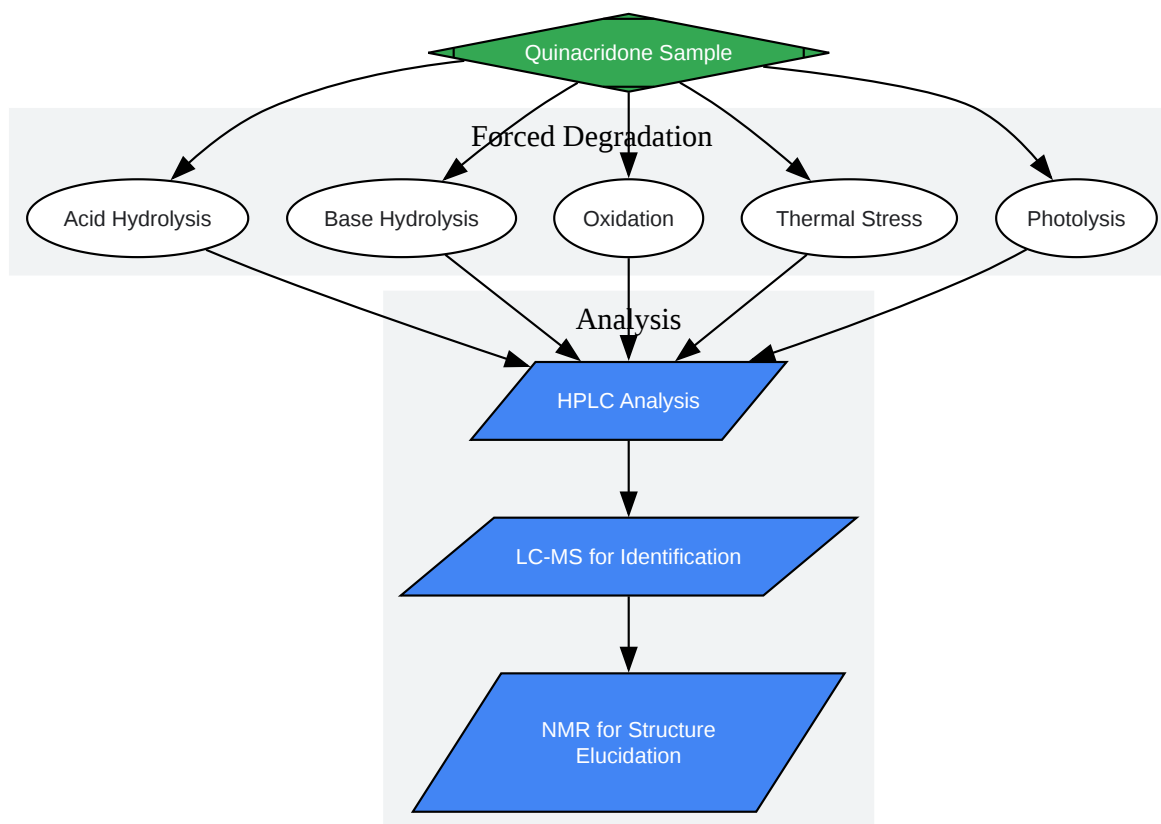 Quinacridone Sample
Forced Degradation
Acid Hydrolysis
Base Hydrolysis
Oxidation
Thermal Stress
Photolysis
Analysis
HPLC Analysis
LC-MS for Identification
NMR for Structure
Elucidation